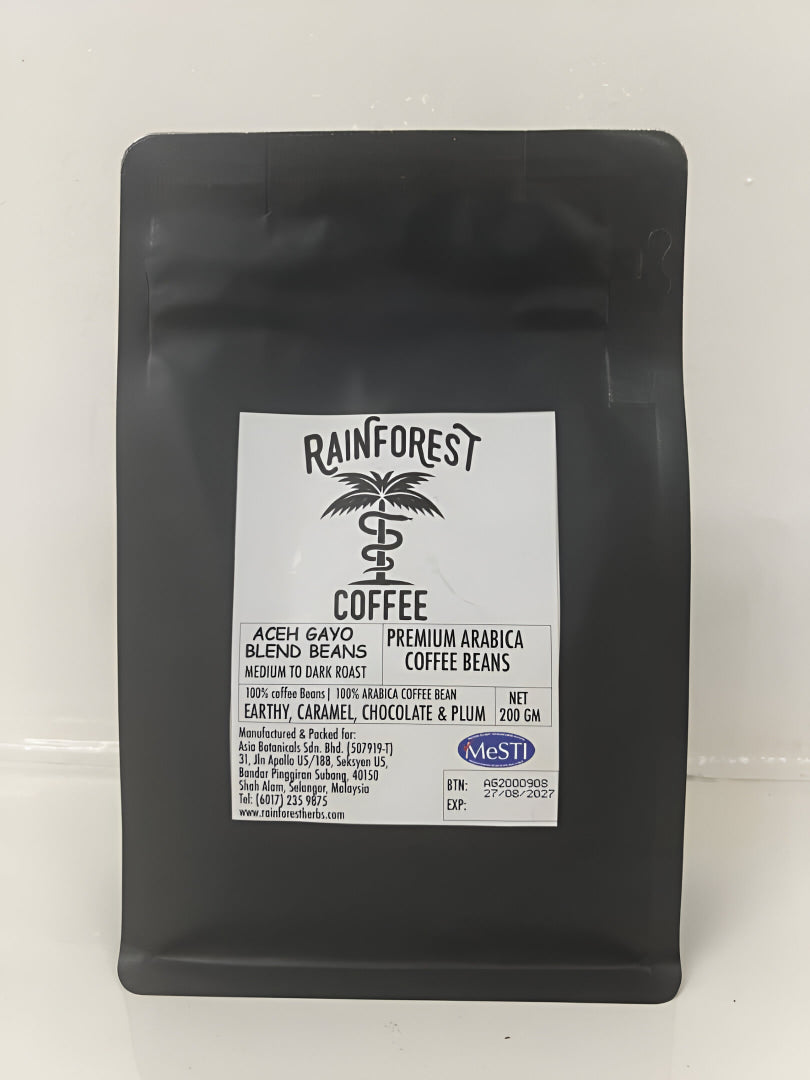 RAINFOREST
COFFEE
ACEH GAYO
BLEND BEANS
MEDIUM TO DARK ROAST
PREMIUM ARABICA
COFFEE BEANS
100% coffee Beans | 100% ARABICA COFFEE BEAN
EARTHY, CARAMEL, CHOCOLATE & PLUM
NET
200 GM
Manufactured & Packed for:
Asia Botanicals Sdn. Bhd. (507919-T)
31, Jln Apollo U5/188, Seksyen U5,
Bandar Pinggiran Subang, 40150
Shah Alam, Selangor, Malaysia
Tel: (6017) 235 9875
www.rainforestherbs.com
MeSTI
BTN: AG200D908
27/08/2027
EXP: